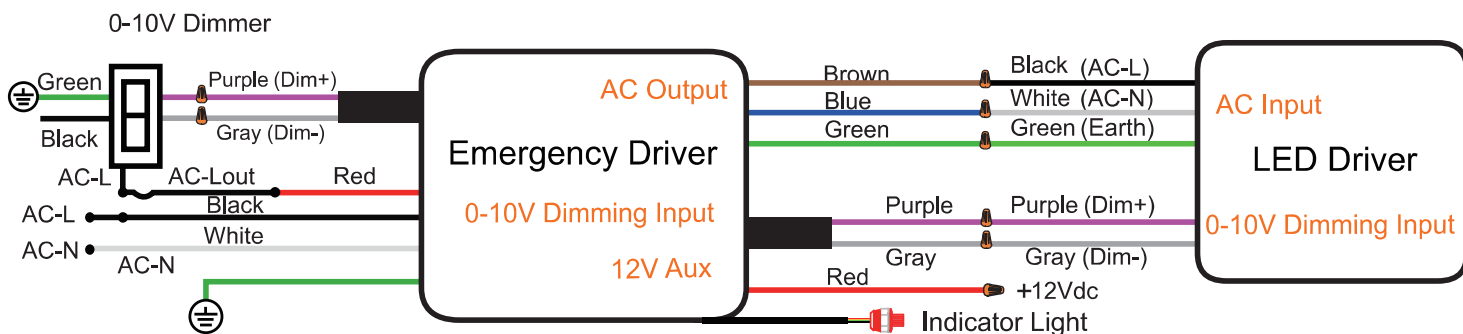 0-10V Dimmer
Green
Purple (Dim+)
Black
Gray (Dim-)
AC-L
AC-Lout
Red
AC-L
Black
AC-N
White
AC-N
AC Output
Emergency Driver
0-10V Dimming Input
12V Aux
Brown
Black (AC-L)
Blue
White (AC-N)
Green
Green (Earth)
Purple
Purple (Dim+)
Gray
Gray (Dim-)
Red
+12Vdc
Indicator Light
AC Input
LED Driver
0-10V Dimming Input